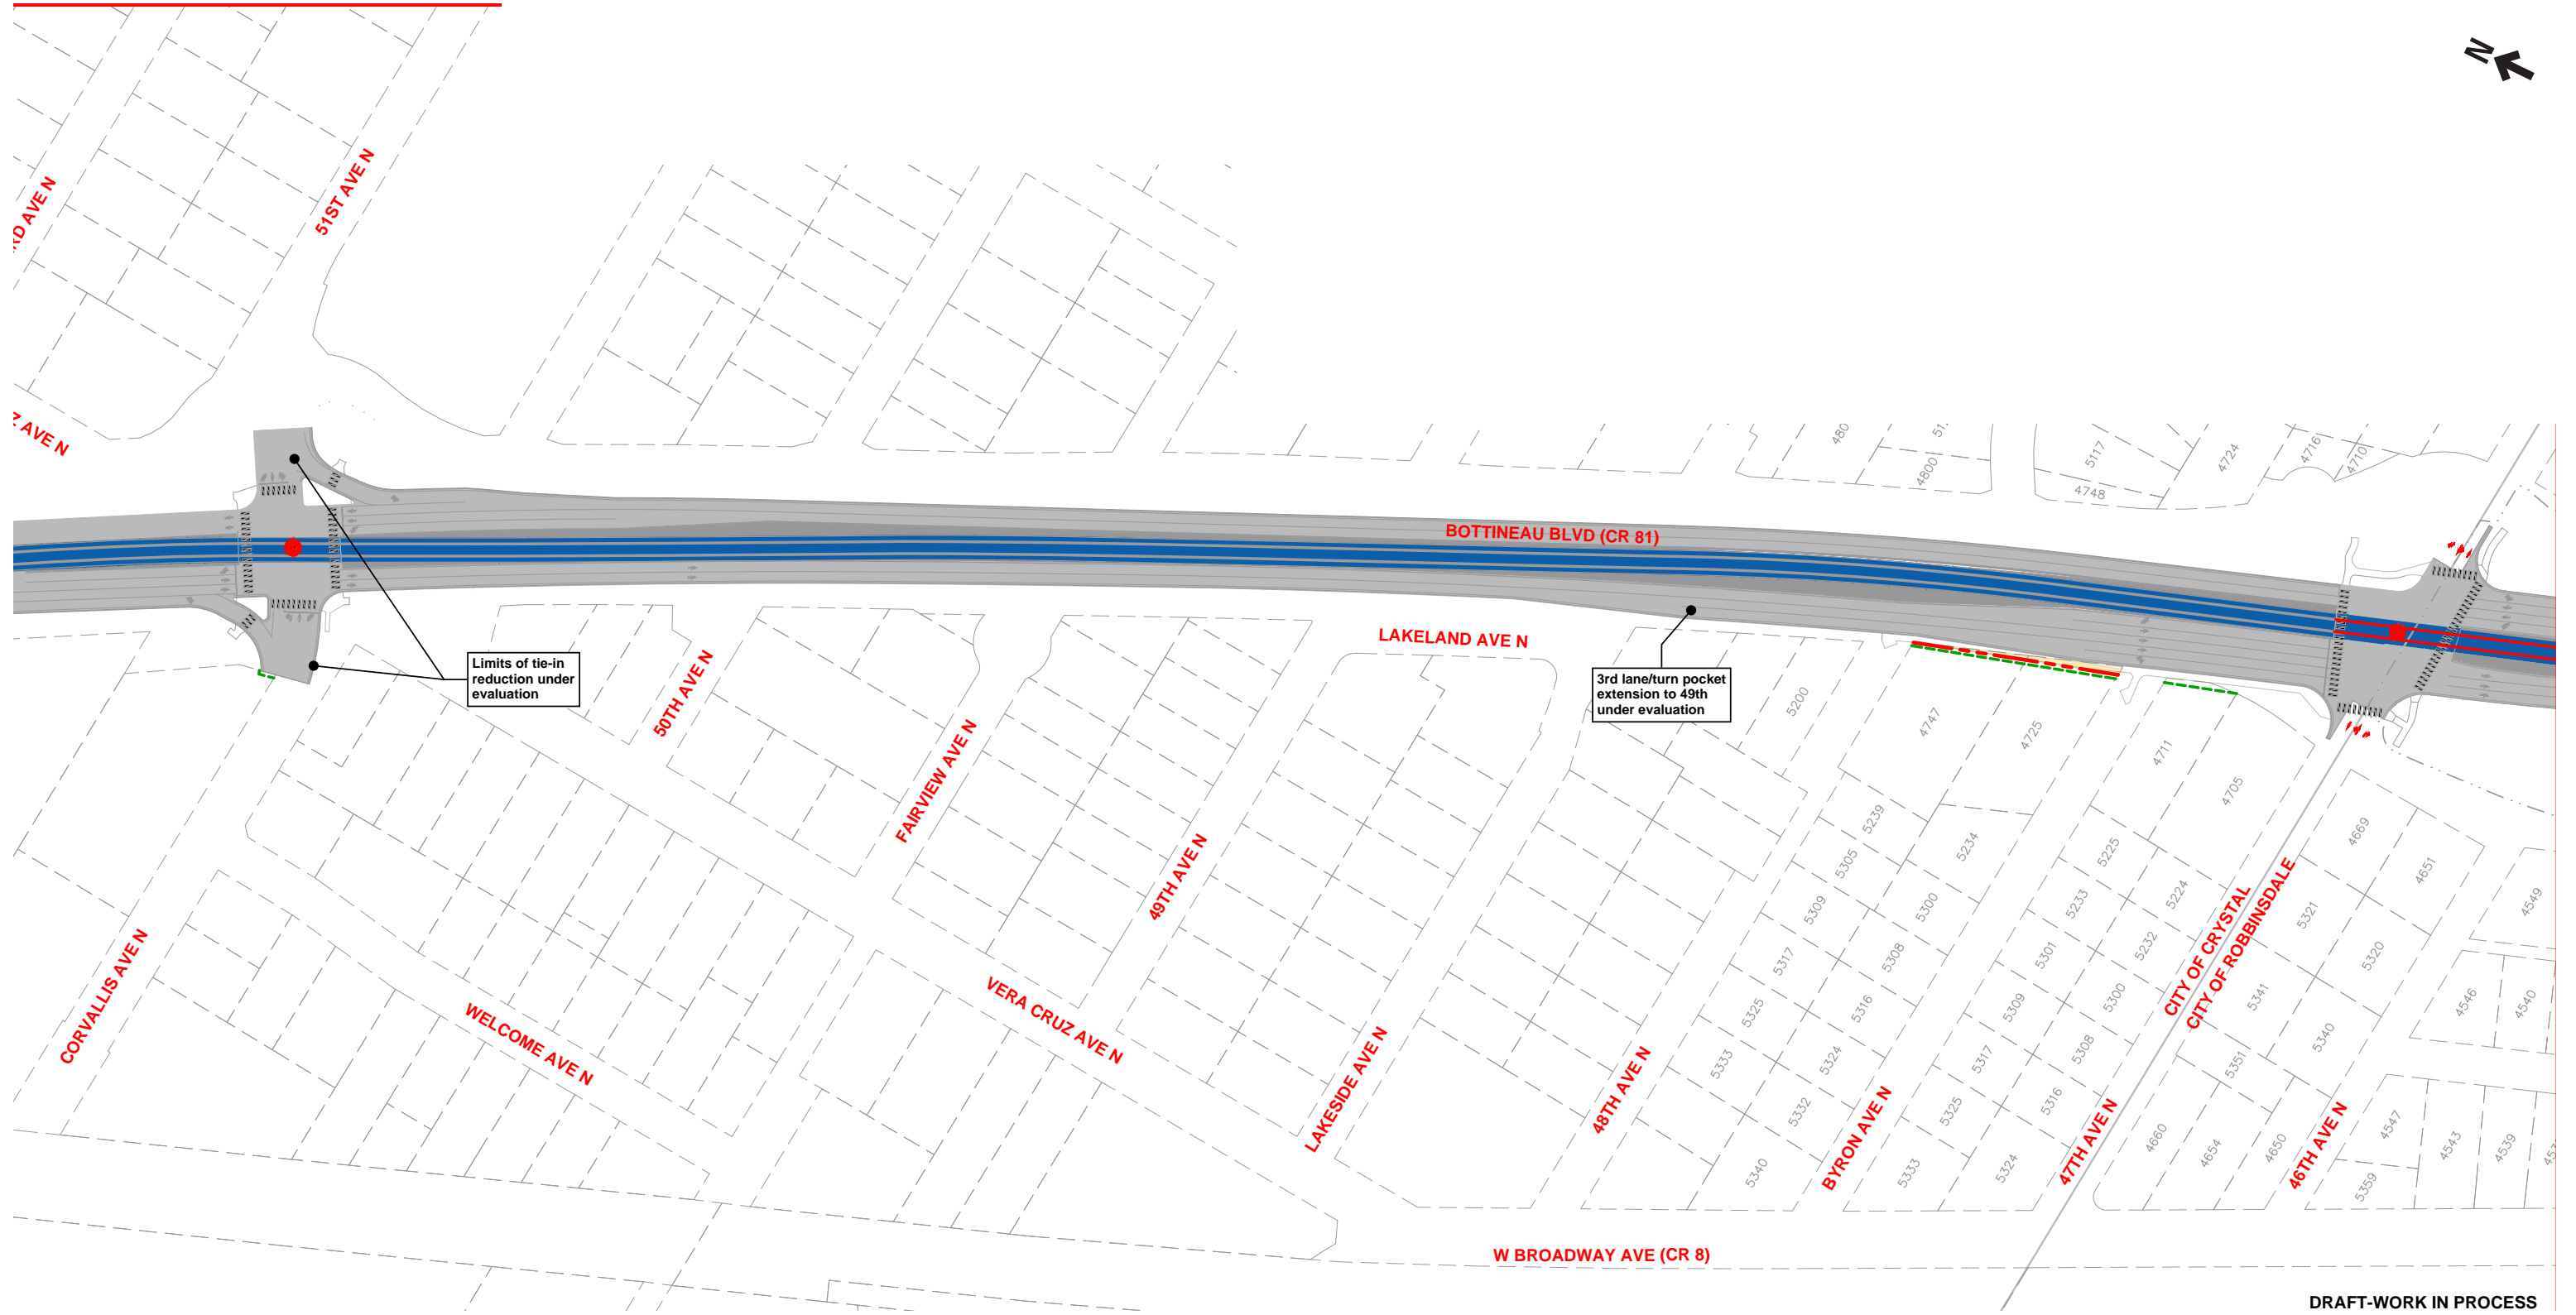 N
51ST AVE N
RD AVE N
Z AVE N
480
4800
5117
4748
4724
4716
4710
BOTTINEAU BLVD (CR 81)
LAKELAND AVE N
Limits of tie-in
reduction under
evaluation
3rd lane/turn pocket
extension to 49th
under evaluation
50TH AVE N
FAIRVIEW AVE N
49TH AVE N
CORVALLIS AVE N
WELCOME AVE N
VERA CRUZ AVE N
LAKESIDE AVE N
48TH AVE N
BYRON AVE N
47TH AVE N
46TH AVE N
CITY OF CRYSTAL
CITY OF ROBBINSDALE
5200
4747
4725
4711
4705
4669
4651
4549
5239
5305
5309
5317
5325
5333
5234
5300
5308
5316
5324
5332
5340
5225
5233
5301
5309
5317
5325
5333
5224
5232
5300
5308
5316
5324
5321
5341
5351
5320
5340
4660
4654
4650
4546
4540
4547
4543
4539
5359
W BROADWAY AVE (CR 8)
DRAFT-WORK IN PROCESS